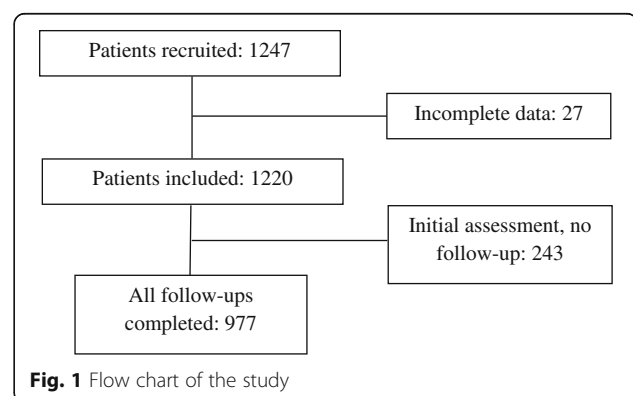 Patients recruited: 1247
Incomplete data: 27
Patients included: 1220
Initial assessment, no
follow-up: 243
All follow-ups
completed: 977
Fig. 1 Flow chart of the study